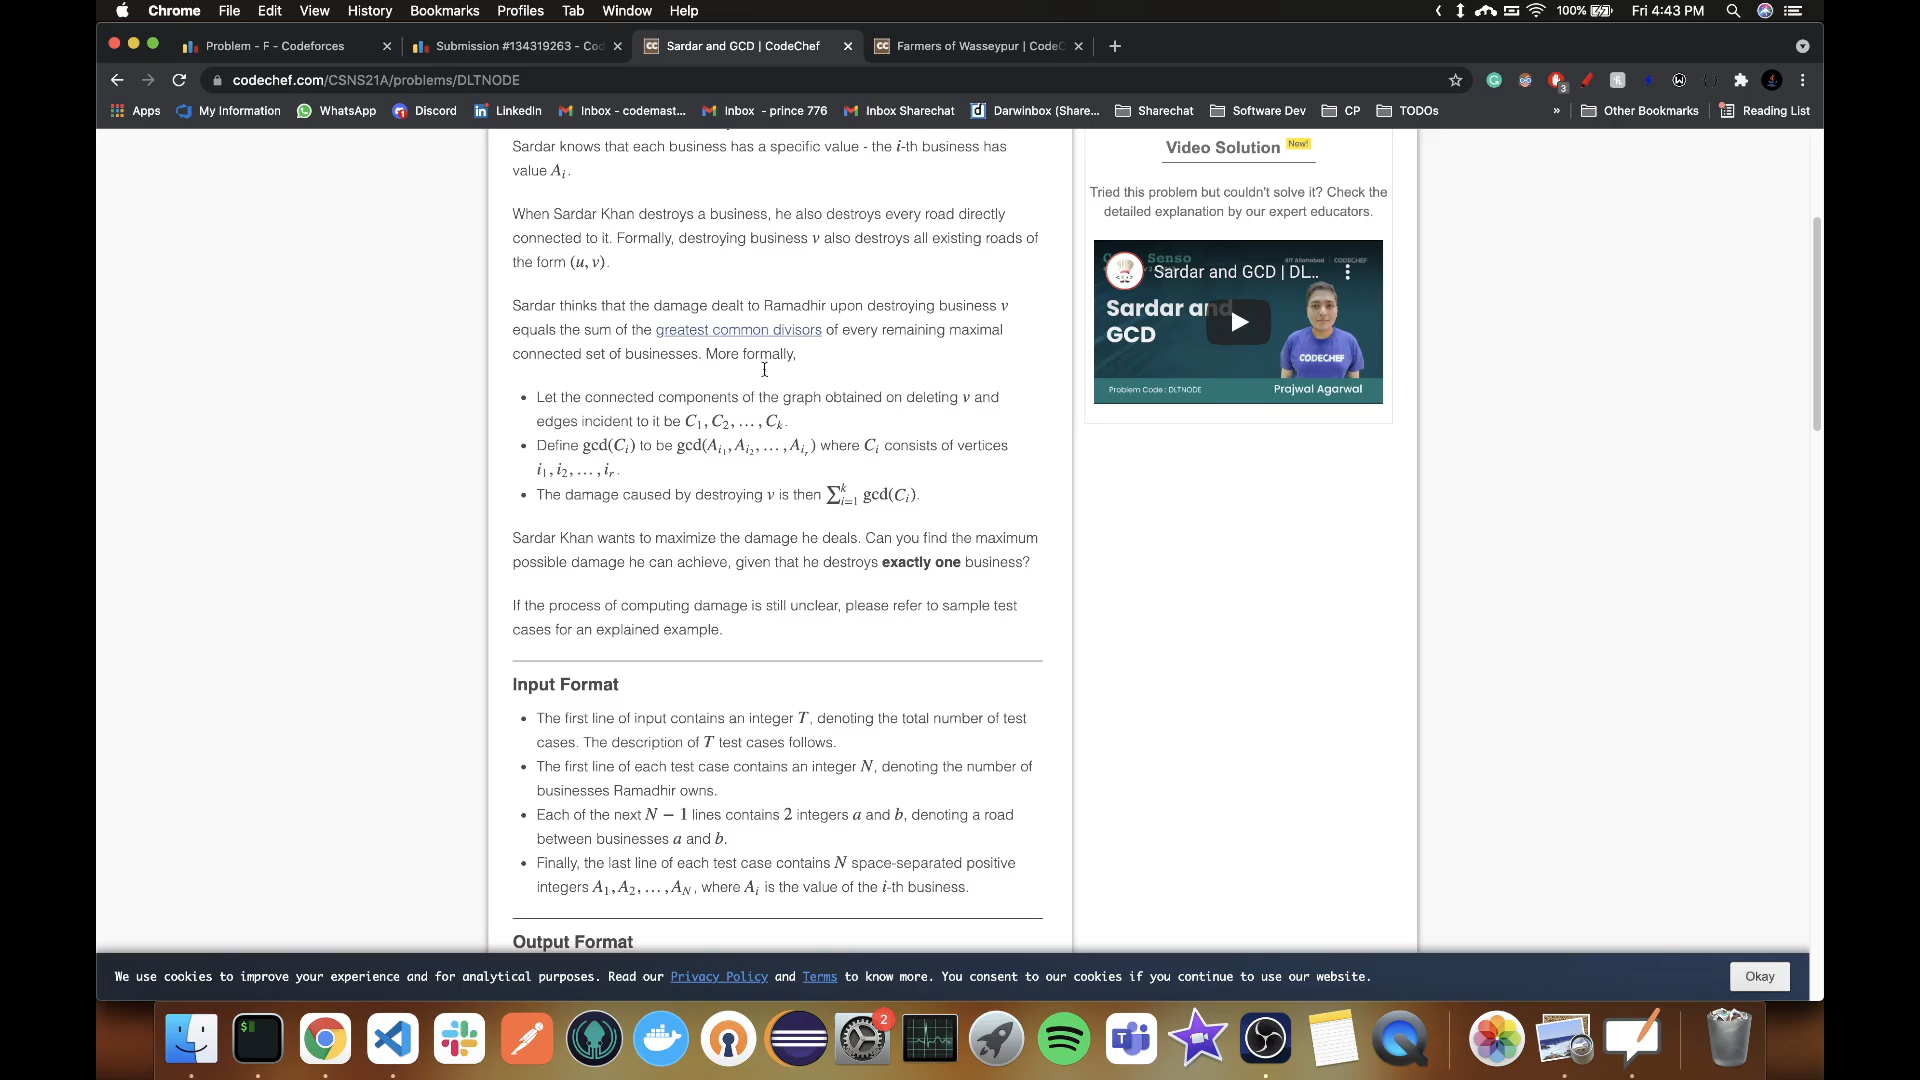 Chrome File Edit View History Bookmarks Profiles Tab Window Help 100% Fri 4:43 PM
Problem - F - Codeforces Submission #134319263 - Co Sardar and GCD | CodeChef Farmers of Wasseypur | Code
codechef.com/CSNS21A/problems/DLTNODE 3
Apps My Information WhatsApp Discord LinkedIn Inbox - codemast... Inbox - prince 776 Inbox Sharechat Darwinbox (Share... Sharechat Software Dev CP TODOs » Other Bookmarks Reading List
Sardar knows that each business has a specific value - the i-th business has
value A_i.
When Sardar Khan destroys a business, he also destroys every road directly
connected to it. Formally, destroying business v also destroys all existing roads of
the form (u, v).
Sardar thinks that the damage dealt to Ramadhir upon destroying business v
equals the sum of the greatest common divisors of every remaining maximal
connected set of businesses. More formally,
• Let the connected components of the graph obtained on deleting v and
edges incident to it be C_1, C_2, …, C_k.
• Define gcd(C_i) to be gcd(A_{i_1}, A_{i_2}, …, A_{i_r}) where C_i consists of vertices
i_1, i_2, …, i_r.
• The damage caused by destroying v is then ∑_{i=1}^{k} gcd(C_i).
Sardar Khan wants to maximize the damage he deals. Can you find the maximum
possible damage he can achieve, given that he destroys exactly one business?
If the process of computing damage is still unclear, please refer to sample test
cases for an explained example.
Input Format
• The first line of input contains an integer T, denoting the total number of test
cases. The description of T test cases follows.
• The first line of each test case contains an integer N, denoting the number of
businesses Ramadhir owns.
• Each of the next N − 1 lines contains 2 integers a and b, denoting a road
between businesses a and b.
• Finally, the last line of each test case contains N space-separated positive
integers A_1, A_2, …, A_N, where A_i is the value of the i-th business.
Output Format
Video Solution New!
Tried this problem but couldn't solve it? Check the
detailed explanation by our expert educators.
Senso IIIT Allahabad CODECHEF
Sardar and GCD | DL...
Sardar and
GCD
CODECHEF
Problem Code : DLTNODE Prajwal Agarwal
We use cookies to improve your experience and for analytical purposes. Read our Privacy Policy and Terms to know more. You consent to our cookies if you continue to use our website. Okay
2